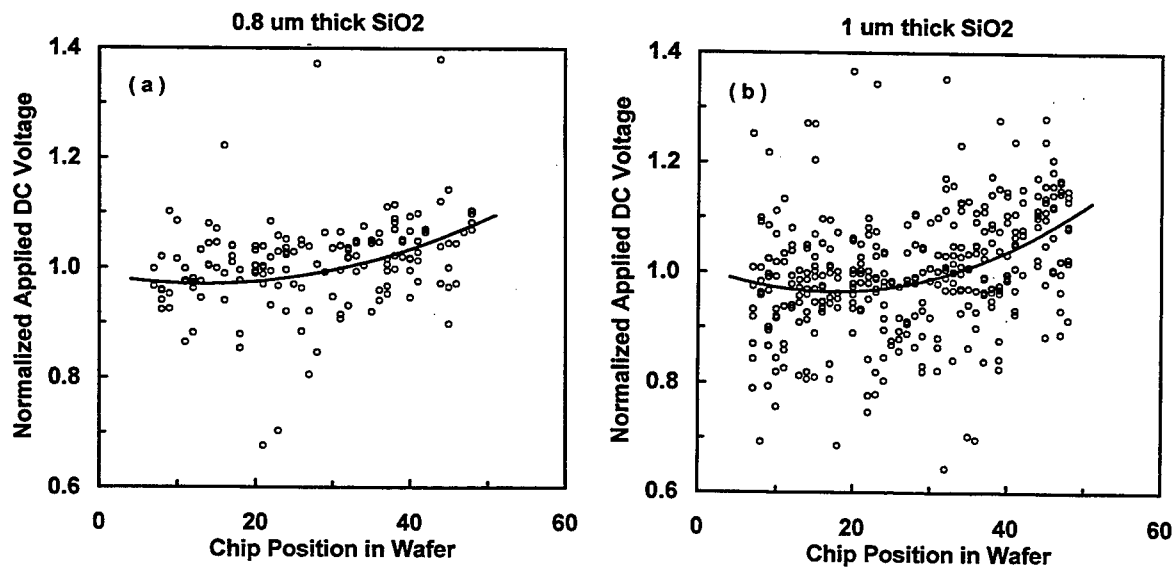 0.8 um thick SiO2
1.4
1.2
1.0
0.8
0.6
( a )
Normalized Applied DC Voltage
0
20
40
60
Chip Position in Wafer
1 um thick SiO2
1.4
1.2
1.0
0.8
0.6
( b )
Normalized Applied DC Voltage
0
20
40
60
Chip Position in Wafer